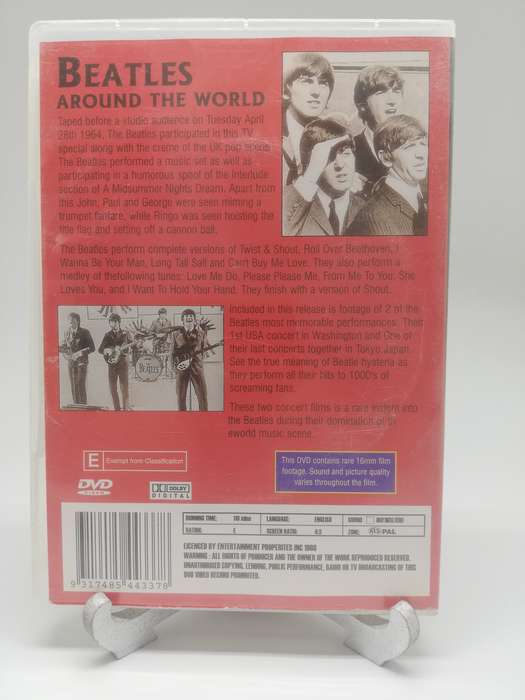 BEATLES
AROUND THE WORLD
Taped before a studio audience on Tuesday April
28th 1964, The Beatles participated in this TV
special along with the creme of the UK pop scene.
The Beatles performed a music set as well as
participating in a humorous spoof of the Interlude
section of A Midsummer Nights Dream. Apart from
this John, Paul and George were seen miming a
trumpet fanfare, while Ringo was seen hoisting the
title flag and setting off a cannon ball.
The Beatles perform complete versions of Twist & Shout, Roll Over Beethoven, I
Wanna Be Your Man, Long Tall Sall and Can't Buy Me Love. They also perform a
medley of thefollowing tunes: Love Me Do, Please Please Me, From Me To You, She
Loves You, and I Want To Hold Your Hand. They finish with a version of Shout.
Included in this release is footage of 2 of the
Beatles most memorable performances. Their
1st USA concert in Washington and One of
their last concerts together in Tokyo Japan.
See the true meaning of Beatle hysteria as
they perform all their hits to 1000's of
screaming fans.
These two concert films is a rare insight into
the Beatles during their domination of th
eworld music scene.
THE BEATLES
E Exempt from Classification
This DVD contains rare 16mm film
footage. Sound and picture quality
varies throughout the film.
DVD VIDEO
DOLBY DIGITAL
RUNNING TIME: LANGUAGE: ENGLISH SOUND
RATING: E SCREEN RATIO: ZONE: ALL PAL
LICENCED BY ENTERTAINMENT
WARNING : ALL RIGHTS OF PRODUCER AND THE OWNER OF THE WORK REPRODUCED RESERVED.
UNAUTHORISED COPYING, LENDING, PUBLIC PERFORMANCE, RADIO OR TV BROADCASTING OF THIS
DVD VIDEO RECORD PROHIBITED.
9 317485 443378